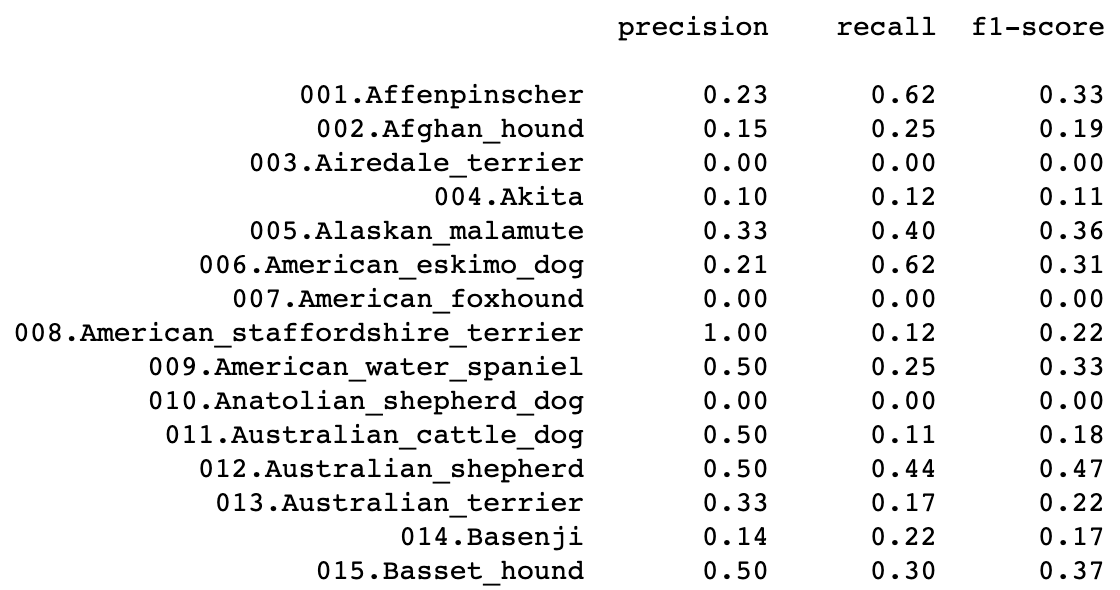 precision recall f1-score
001.Affenpinscher 0.23 0.62 0.33
002.Afghan_hound 0.15 0.25 0.19
003.Airedale_terrier 0.00 0.00 0.00
004.Akita 0.10 0.12 0.11
005.Alaskan_malamute 0.33 0.40 0.36
006.American_eskimo_dog 0.21 0.62 0.31
007.American_foxhound 0.00 0.00 0.00
008.American_staffordshire_terrier 1.00 0.12 0.22
009.American_water_spaniel 0.50 0.25 0.33
010.Anatolian_shepherd_dog 0.00 0.00 0.00
011.Australian_cattle_dog 0.50 0.11 0.18
012.Australian_shepherd 0.50 0.44 0.47
013.Australian_terrier 0.33 0.17 0.22
014.Basenji 0.14 0.22 0.17
015.Basset_hound 0.50 0.30 0.37